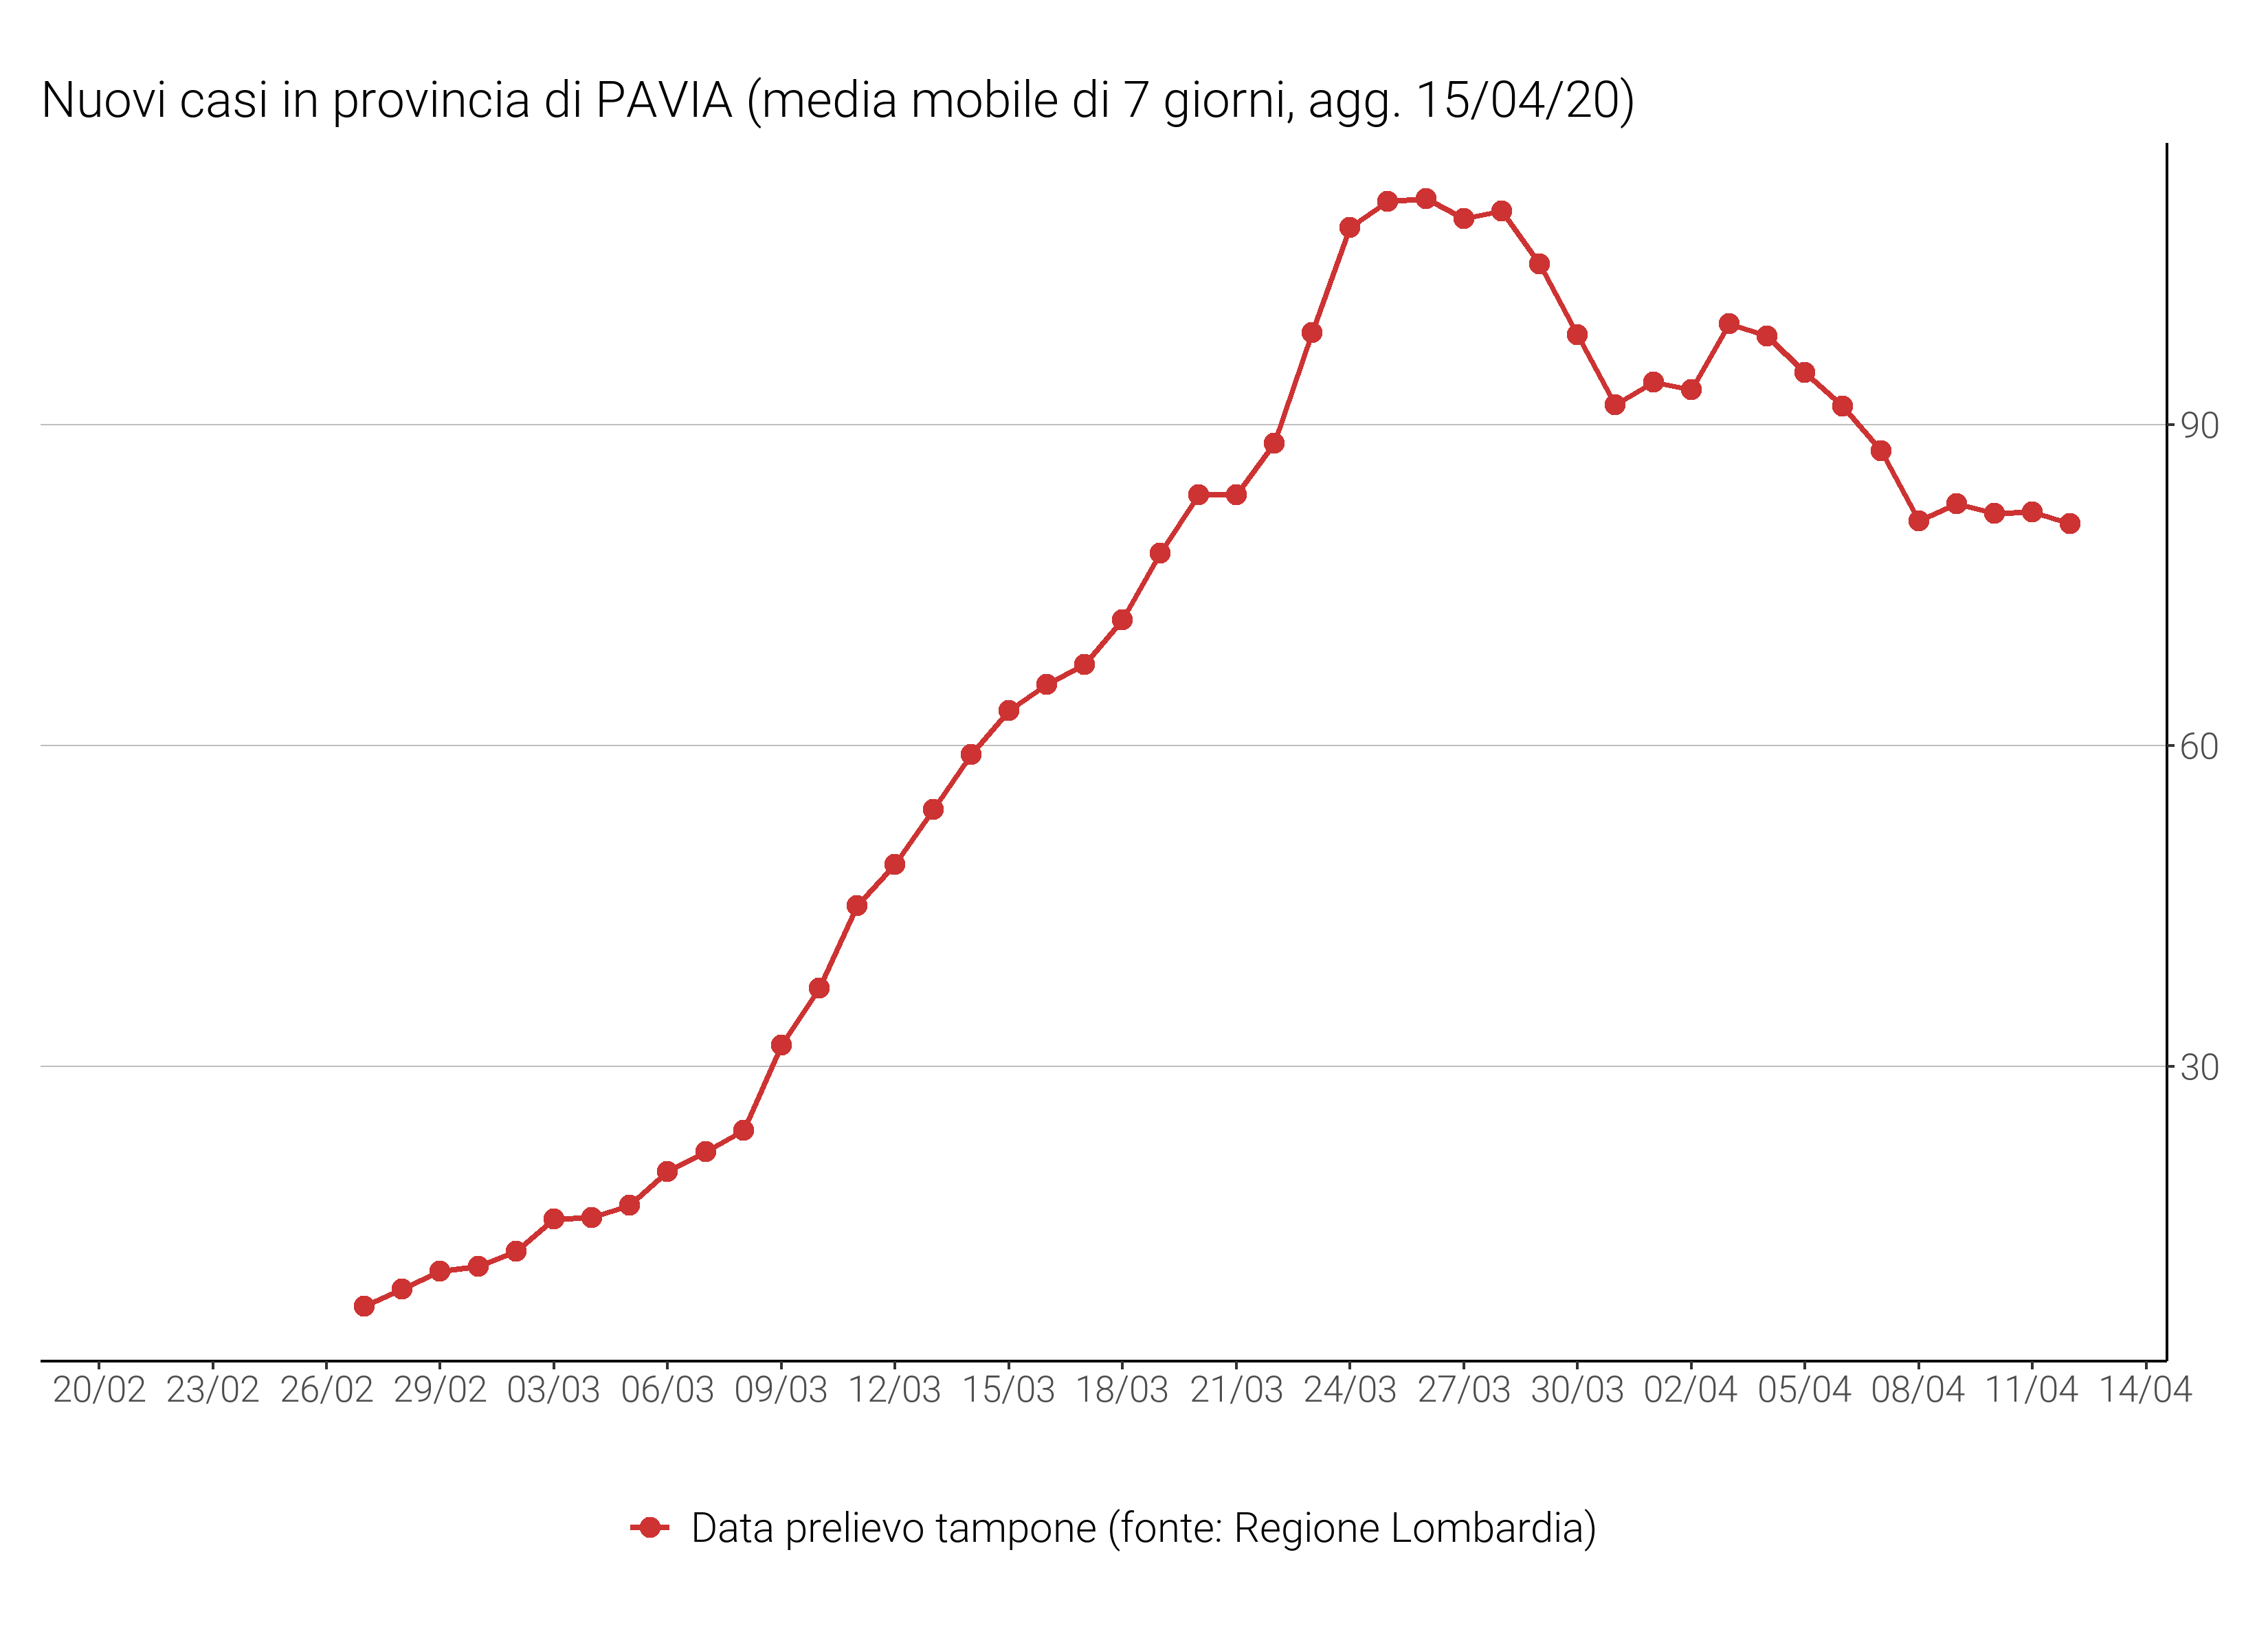 Nuovi casi in provincia di PAVIA (media mobile di 7 giorni, agg. 15/04/20)
90
60
30
20/02 23/02 26/02 29/02 03/03 06/03 09/03 12/03 15/03 18/03 21/03 24/03 27/03 30/03 02/04 05/04 08/04 11/04 14/04
Data prelievo tampone (fonte: Regione Lombardia)